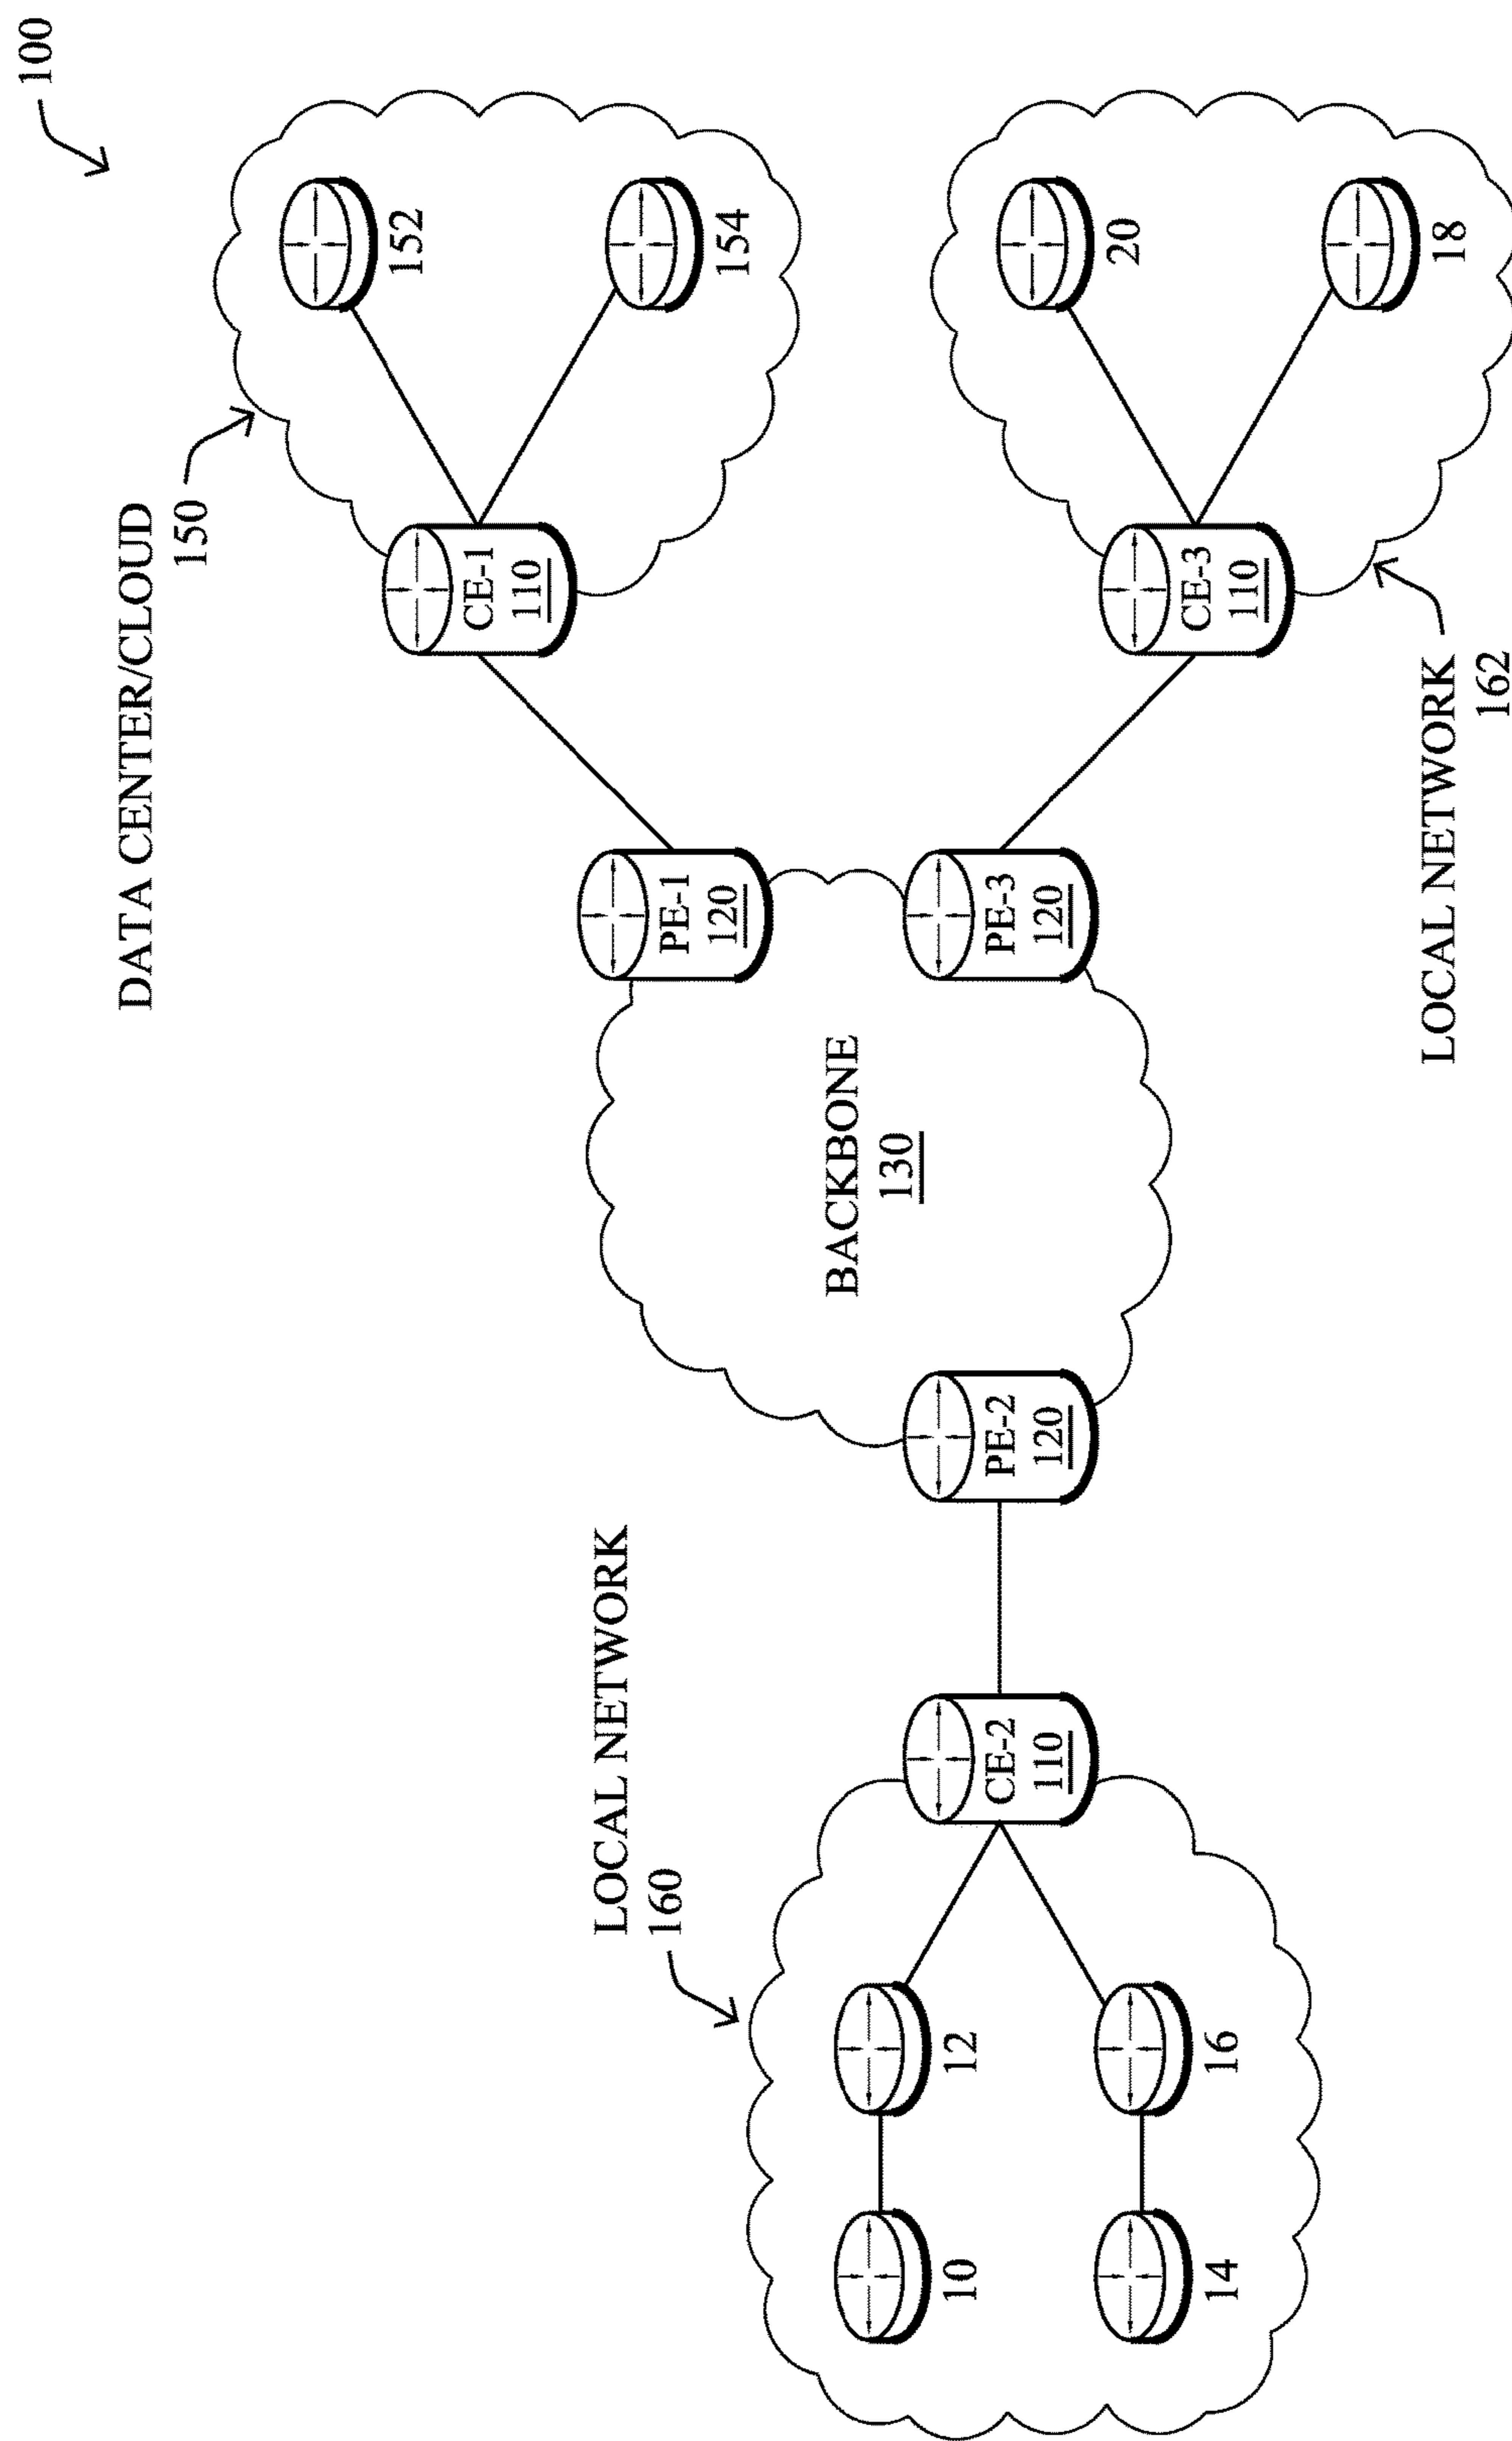 100
DATA CENTER/CLOUD
150
152
154
CE-1
110
PE-1
120
BACKBONE
130
PE-3
120
PE-2
120
LOCAL NETWORK
160
CE-2
110
12
10
16
14
CE-3
110
20
18
LOCAL NETWORK
162